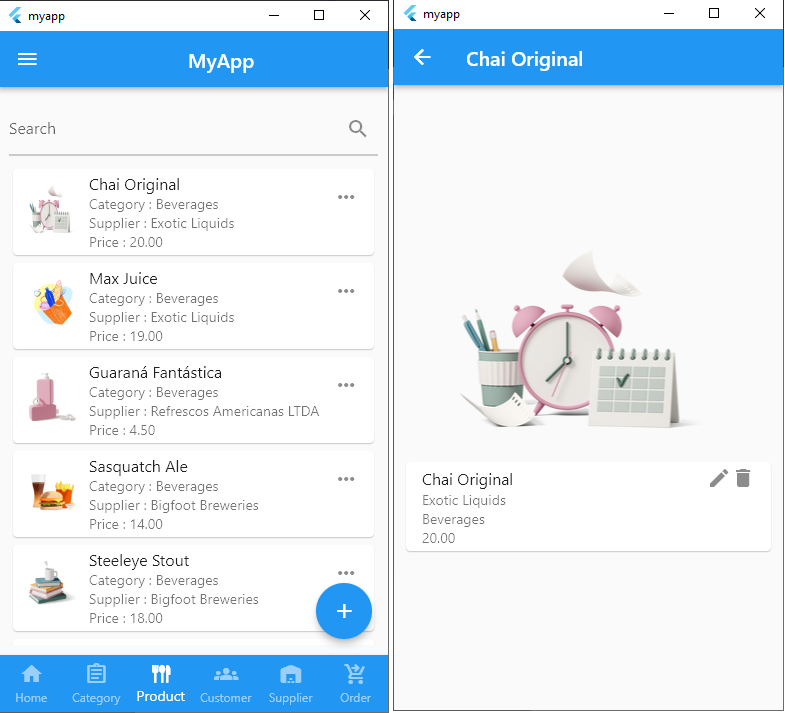 myapp
MyApp
Search
Chai Original
Category : Beverages
Supplier : Exotic Liquids
Price : 20.00
Max Juice
Category : Beverages
Supplier : Exotic Liquids
Price : 19.00
Guaraná Fantástica
Category : Beverages
Supplier : Refrescos Americanas LTDA
Price : 4.50
Sasquatch Ale
Category : Beverages
Supplier : Bigfoot Breweries
Price : 14.00
Steeleye Stout
Category : Beverages
Supplier : Bigfoot Breweries
Price : 18.00
Home Category Product Customer Supplier Order
myapp
Chai Original
Chai Original
Exotic Liquids
Beverages
20.00